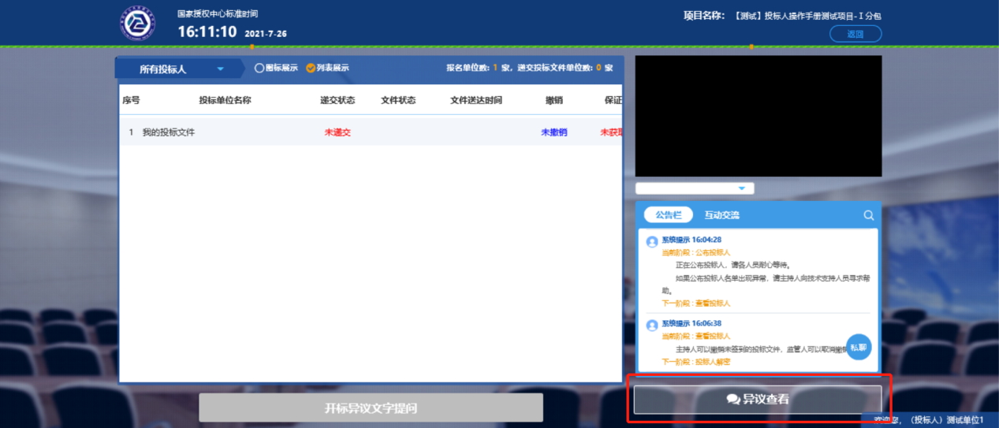 国家授权中心标准时间
16:11:10 2021-7-26
项目名称： 【测试】投标人操作手册测试项目-Ⅰ分包
返回
所有投标人
图标展示 列表展示
报名单位数: 1 家, 递交投标文件单位数: 0 家
序号 投标单位名称 递交状态 文件状态 文件送达时间 撤销 保证
1 我的投标文件 未递交 未撤销 未获取
公告栏 互动交流
系统提示 16:04:28
当前阶段 : 公布投标人
正在公布投标人，请各人员耐心等待。
如果公布投标人名单出现异常，请主持人向技术支持人员寻求帮
助。
下一阶段 : 查看投标人
系统提示 16:06:38
当前阶段 : 查看投标人
主持人可以撤销未签到的投标文件，监管人可以取消撤销
私聊
下一阶段 : 投标人解密
开标异议文字提问
异议查看
欢迎您，（投标人）测试单位1